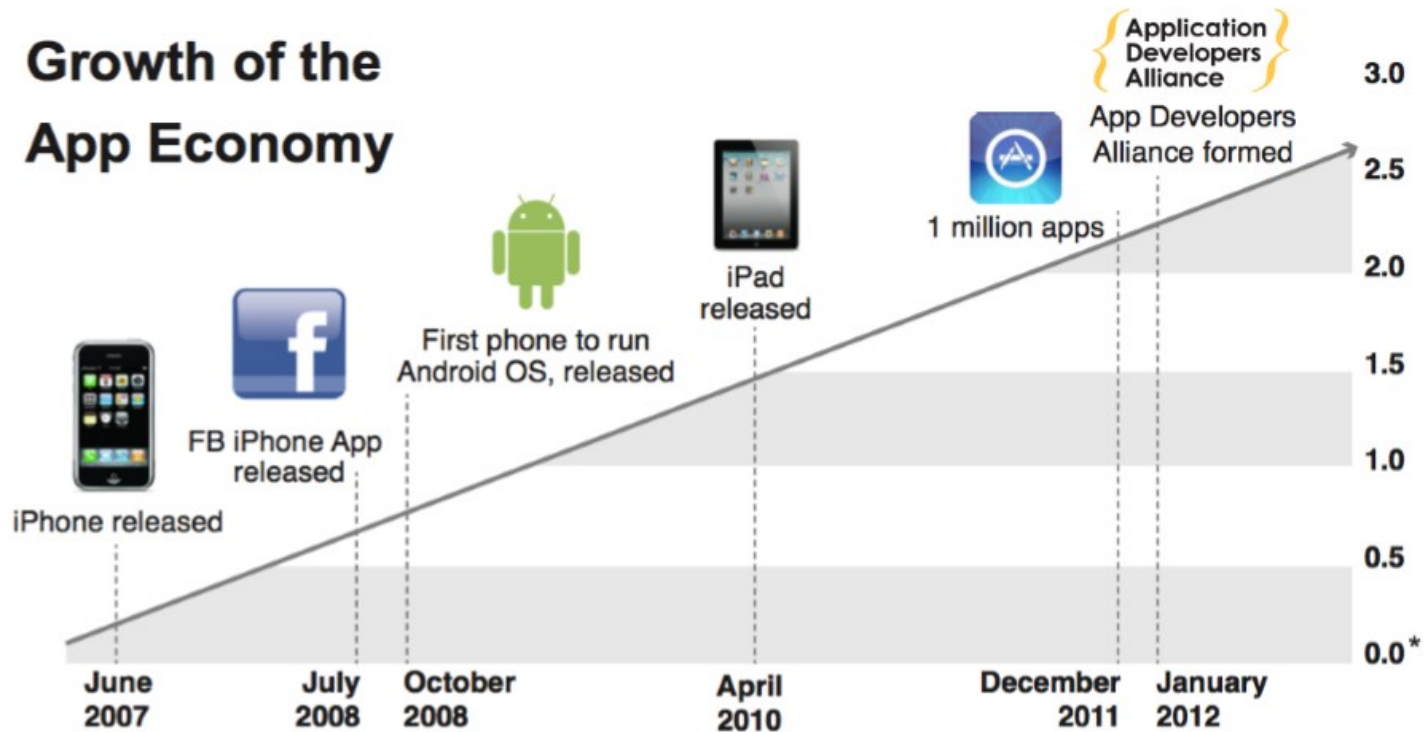 Growth of the
App Economy
Application
Developers
Alliance
App Developers
Alliance formed
1 million apps
iPad
released
First phone to run
Android OS, released
f
FB iPhone App
released
iPhone released
3.0
2.5
2.0
1.5
1.0
0.5
0.0*
June
2007
July
2008
October
2008
April
2010
December
2011
January
2012